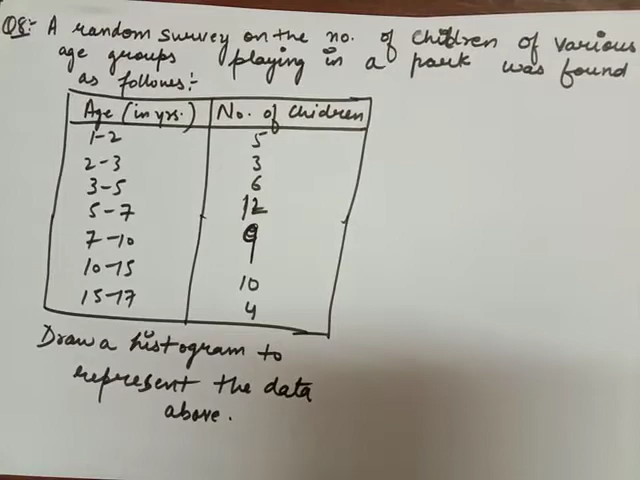 Q8:- A random survey on the no. of children of various
age groups playing in a park was found
as follows:-
Age (in yrs.) No. of children
1-2 5
2-3 3
3-5 6
5-7 12
7-10 9
10-15 10
15-17 4
Draw a histogram to
represent the data
above.